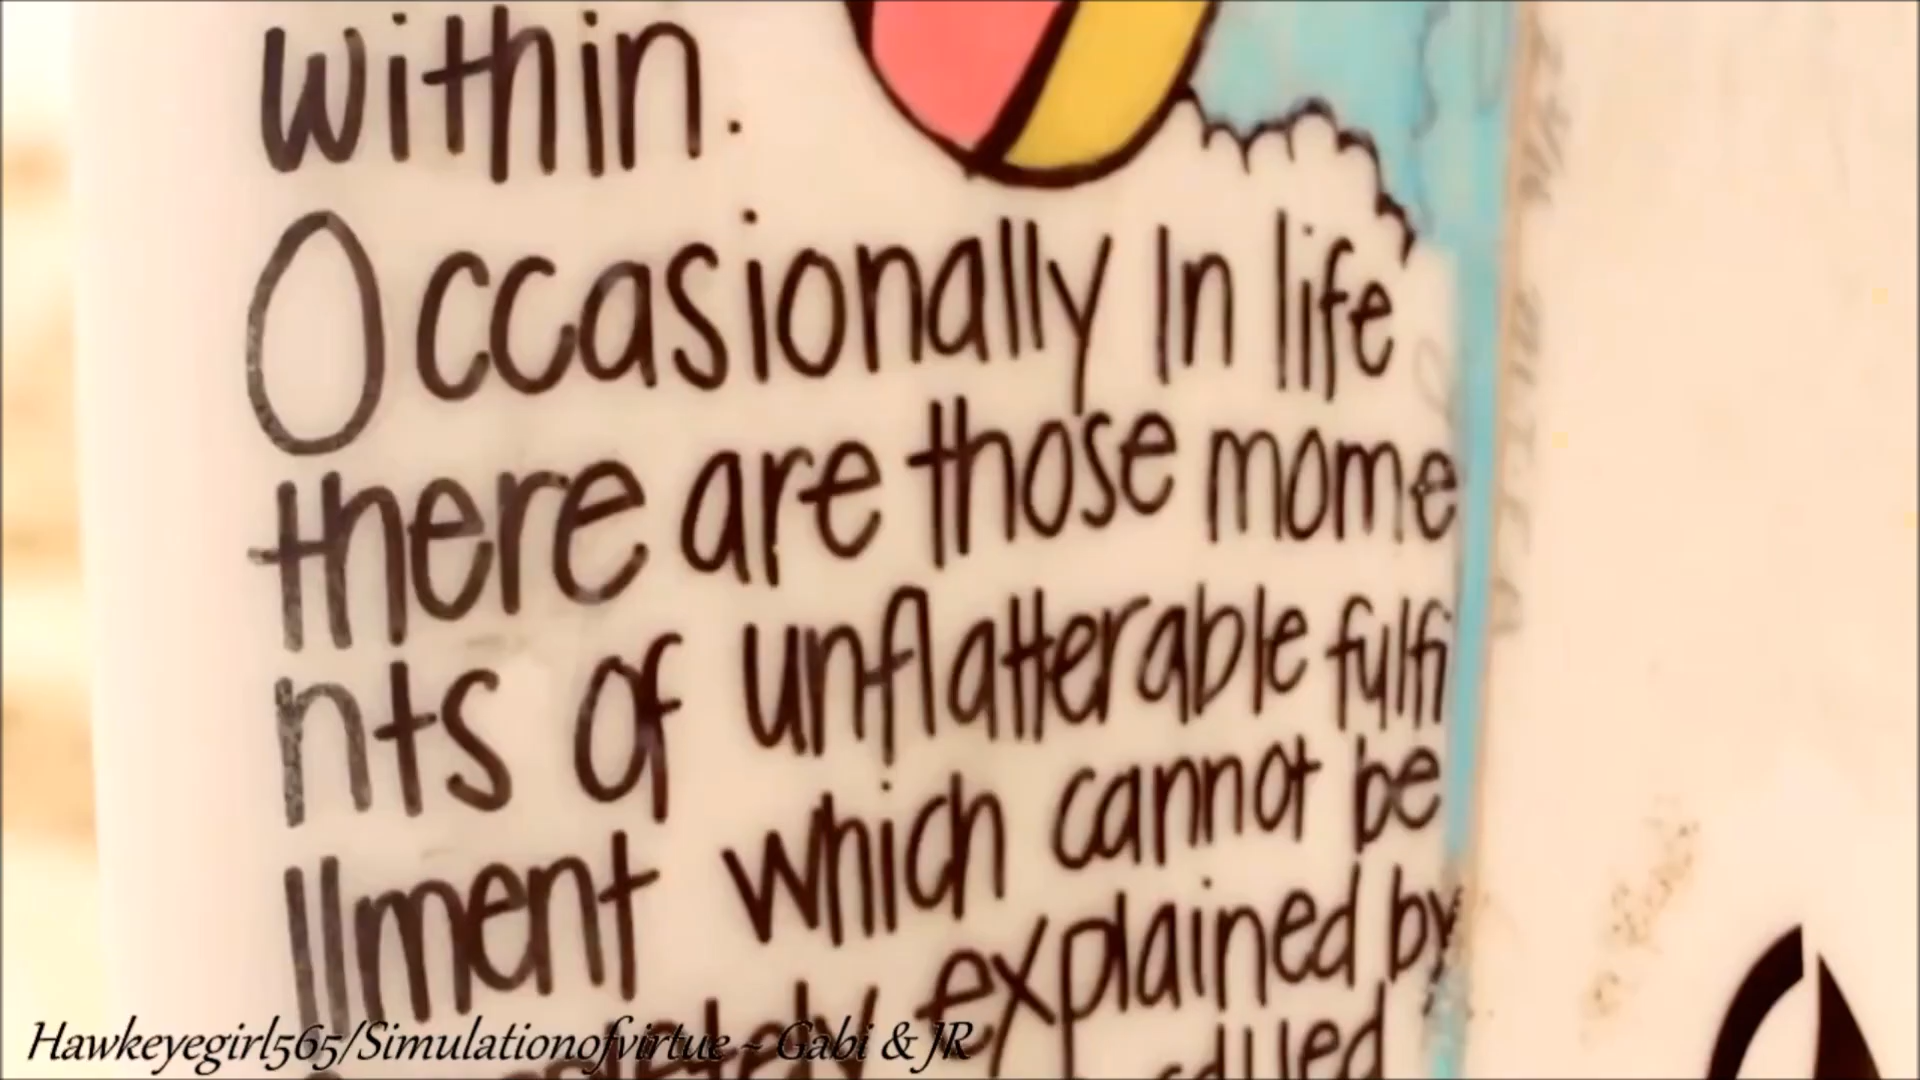 within.
Occasionally In life
there are those mome
nts of unflatterable fulfi
llment which cannot be
explained by
Hawkeyegirl565/Simulationofvirtue ~ Gabi & JR